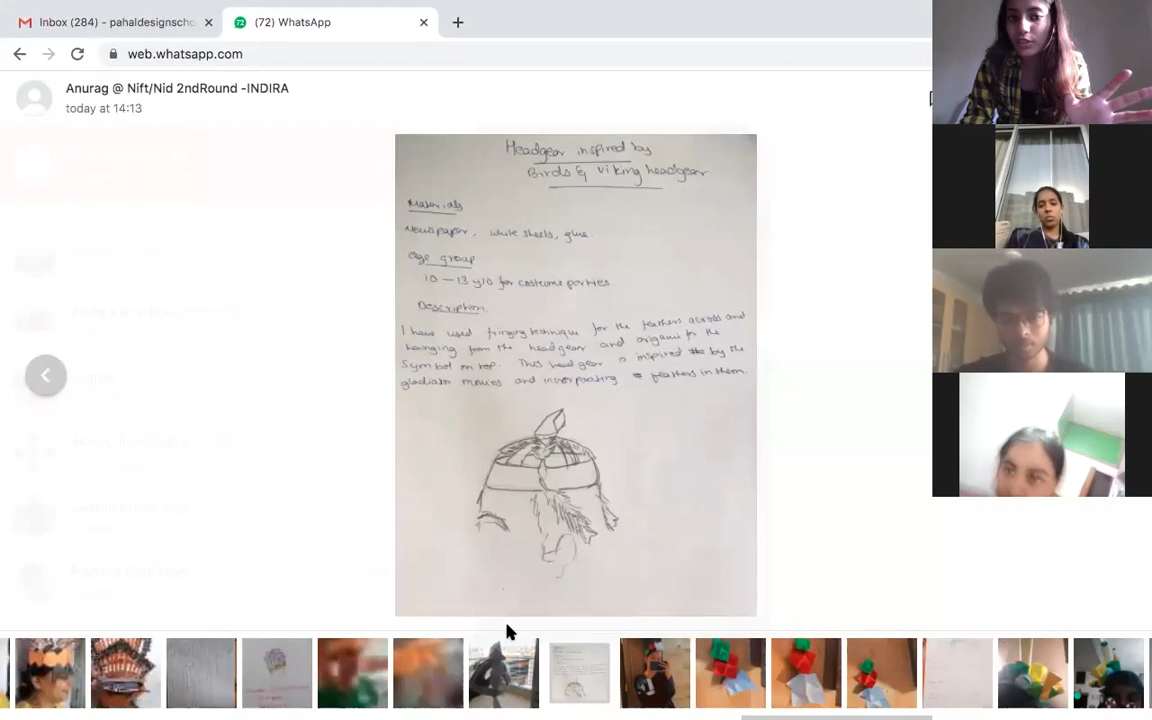 Inbox (284) - pahaldesignscho
(72) WhatsApp
web.whatsapp.com
Anurag @ Nift/Nid 2ndRound -INDIRA
today at 14:13
Headgear inspired by
Birds & Viking headgear
Materials
Newspaper, white sheets, glue.
Age group
10 - 13 y/o for costume parties
Description.
I have used fringing technique for the feathers across and
hanging from the headgear and origami for the
symbol on top. This headgear is inspired by the
gladiator movies and incorporating feathers in them.